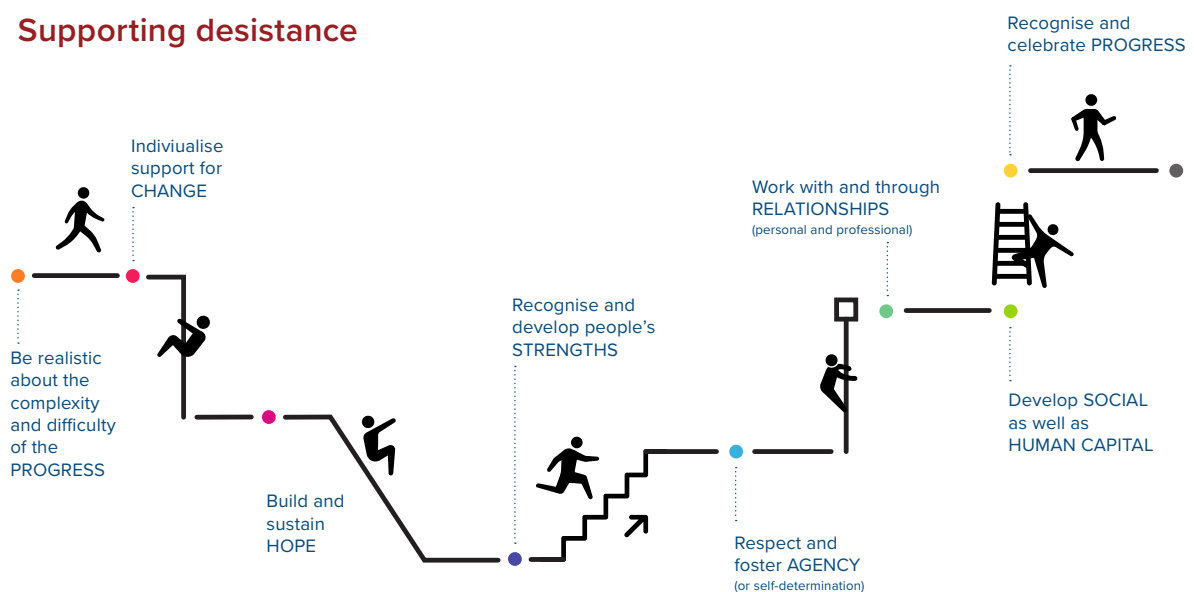 Supporting desistance
Be realistic
about the
complexity
and difficulty
of the
PROGRESS
Indiviualise
support for
CHANGE
Build and
sustain
HOPE
Recognise and
develop people’s
STRENGTHS
Respect and
foster AGENCY
(or self-determination)
Work with and through
RELATIONSHIPS
(personal and professional)
Develop SOCIAL
as well as
HUMAN CAPITAL
Recognise and
celebrate PROGRESS